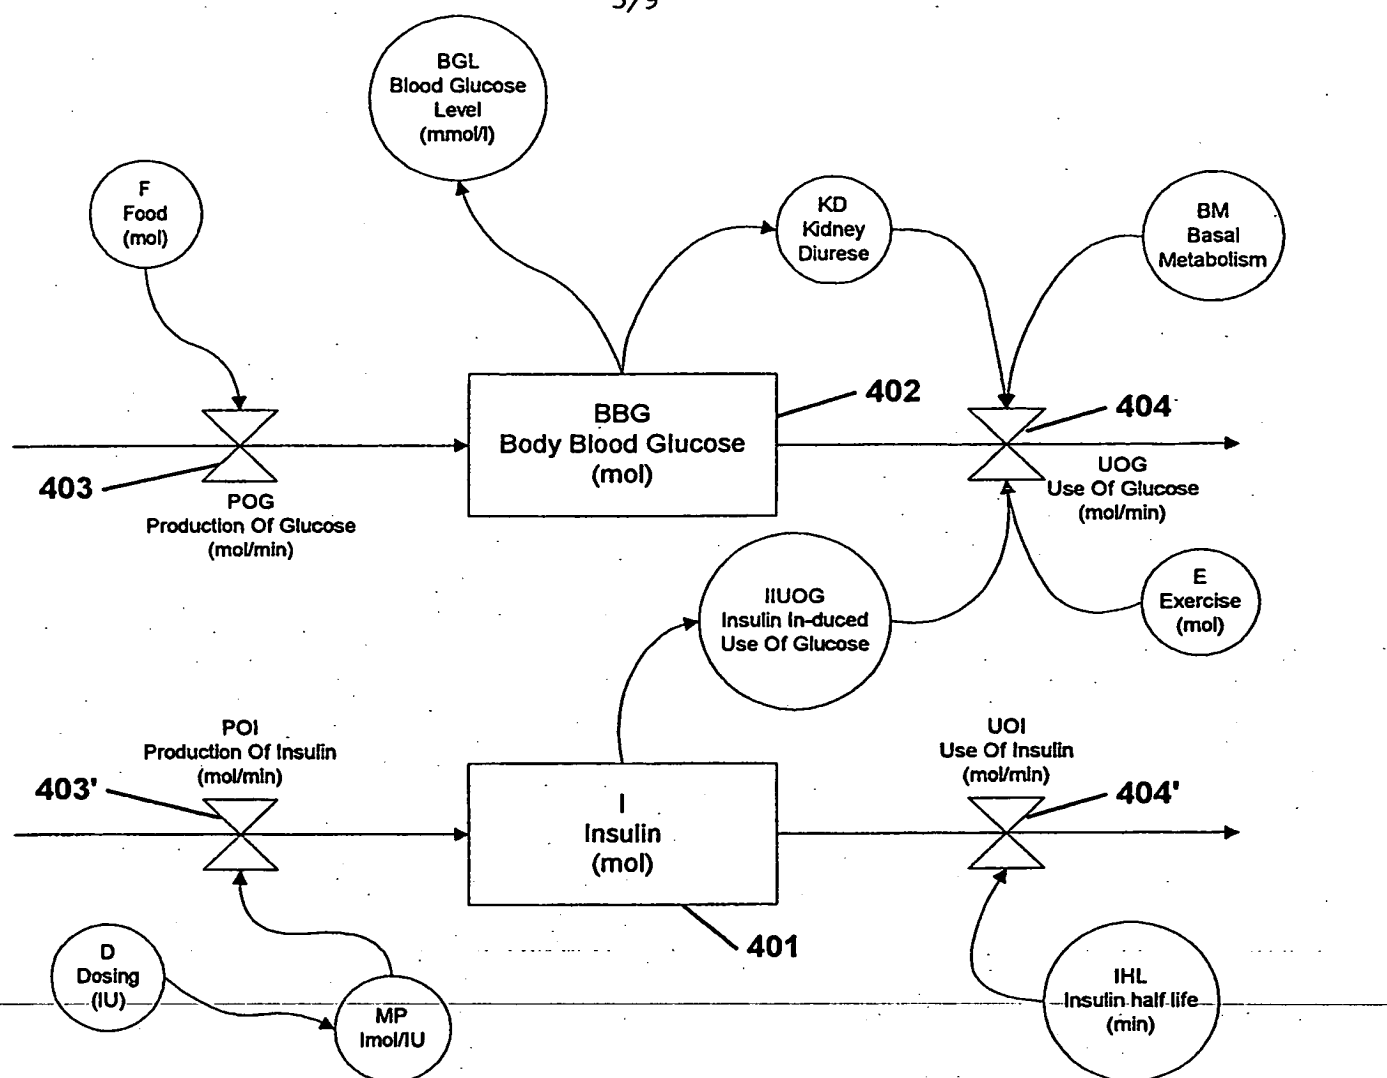 5/9
BGL
Blood Glucose
Level
(mmol/l)
F
Food
(mol)
KD
Kidney
Diurese
BM
Basal
Metabolism
402
404
BBG
Body Blood Glucose
(mol)
403
POG
Production Of Glucose
(mol/min)
UOG
Use Of Glucose
(mol/min)
IIUOG
Insulin In-duced
Use Of Glucose
E
Exercise
(mol)
POI
Production Of Insulin
(mol/min)
UOI
Use Of Insulin
(mol/min)
403'
404'
I
Insulin
(mol)
401
D
Dosing
(IU)
MP
Imol/IU
IHL
Insulin half life
(min)